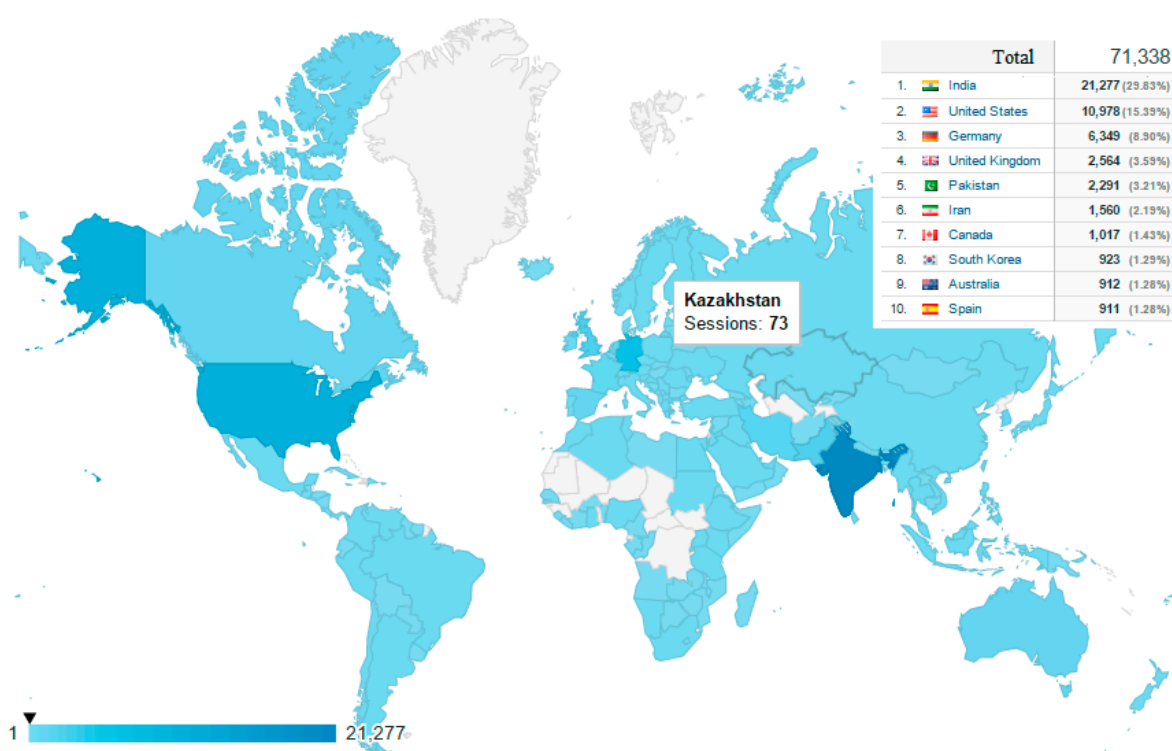 Total 71,338
1. India 21,277 (29.83%)
2. United States 10,978 (15.39%)
3. Germany 6,349 (8.90%)
4. United Kingdom 2,564 (3.59%)
5. Pakistan 2,291 (3.21%)
6. Iran 1,560 (2.19%)
7. Canada 1,017 (1.43%)
8. South Korea 923 (1.29%)
9. Australia 912 (1.28%)
10. Spain 911 (1.28%)
Kazakhstan
Sessions: 73
1 21,277